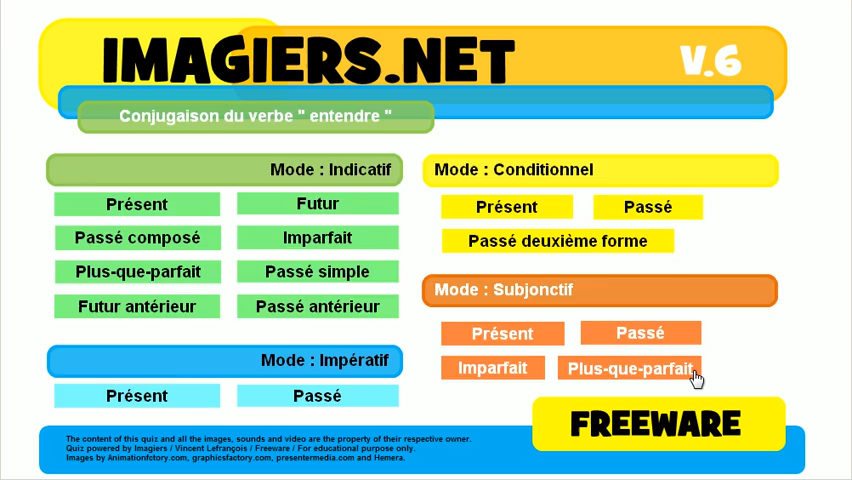 IMAGIERS.NET
V.6
Conjugaison du verbe " entendre "
Mode : Indicatif
Présent
Futur
Passé composé
Imparfait
Plus-que-parfait
Passé simple
Futur antérieur
Passé antérieur
Mode : Impératif
Présent
Passé
Mode : Conditionnel
Présent
Passé
Passé deuxième forme
Mode : Subjonctif
Présent
Passé
Imparfait
Plus-que-parfait
FREEWARE
The content of this quiz and all the images, sounds and video are the property of their respective owner.
Quiz powered by Imagiers / Vincent Lefrançois / Freeware / For educational purpose only.
Images by Animationfctory.com, graphicsfactory.com, presentermedia.com and Hemera.